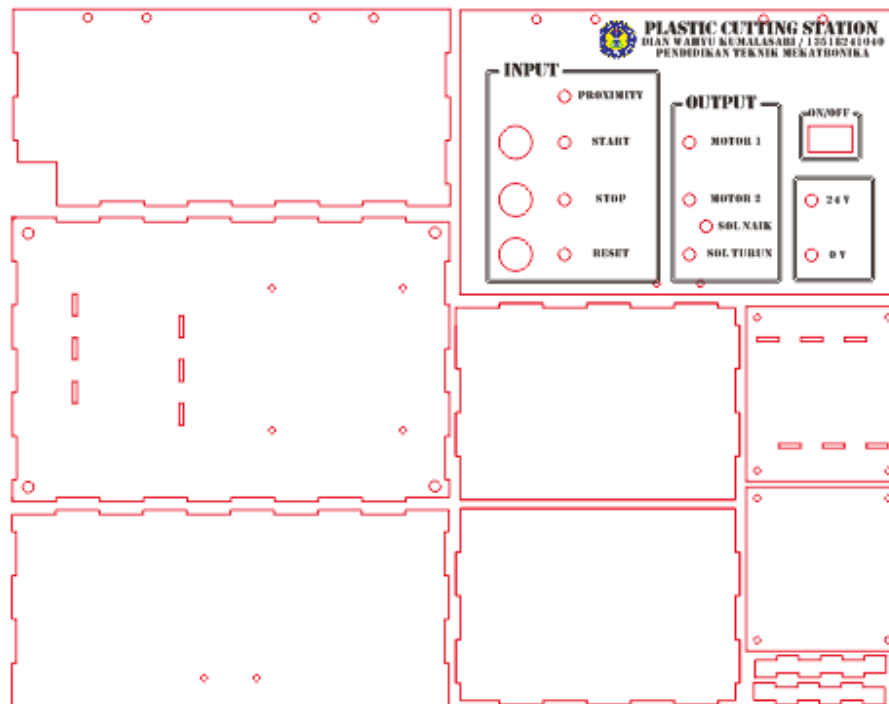 PLASTIC CUTTING STATION
DIAN WAHYU KUMALASARI / 13518241040
PENDIDIKAN TEKNIK MEKATRONIKA
INPUT
PROXIMITY
START
STOP
RESET
OUTPUT
MOTOR 1
MOTOR 2
SOL NAIK
SOL TURUN
ON/OFF
24 V
0 V